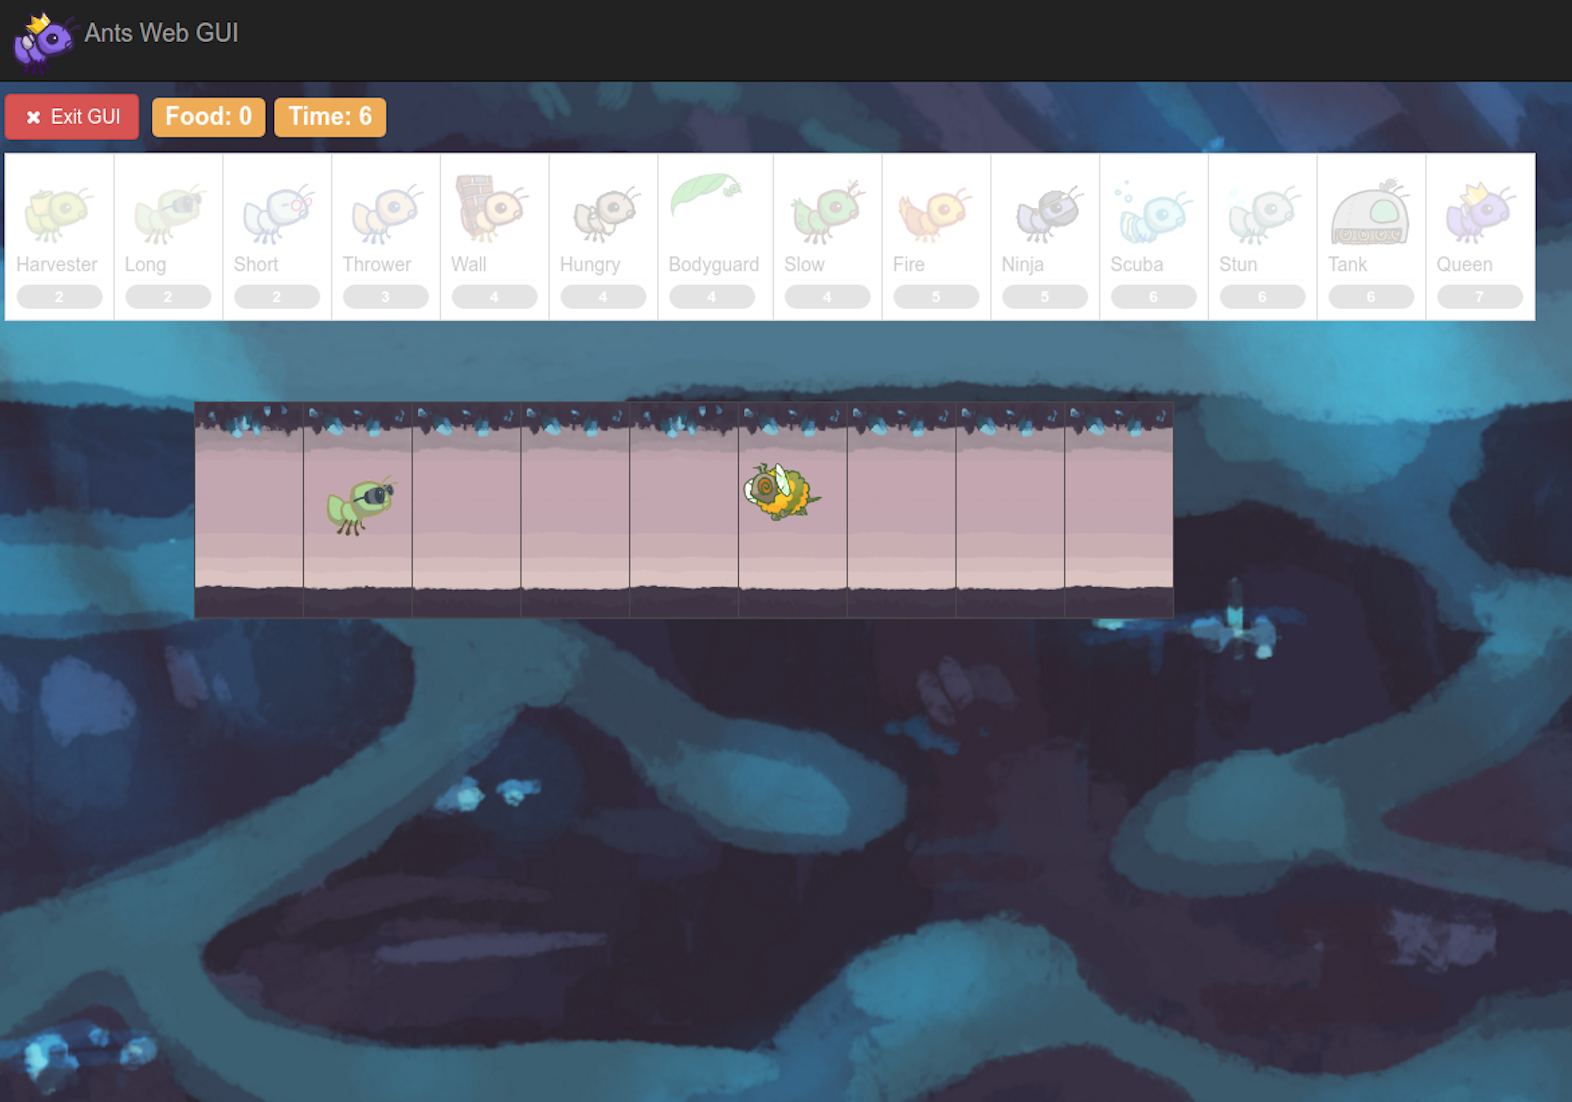 Ants Web GUI
✖ Exit GUI Food: 0 Time: 6
Harvester Long Short Thrower Wall Hungry Bodyguard Slow Fire Ninja Scuba Stun Tank Queen
2 2 2 3 4 4 4 4 5 5 6 6 6 7